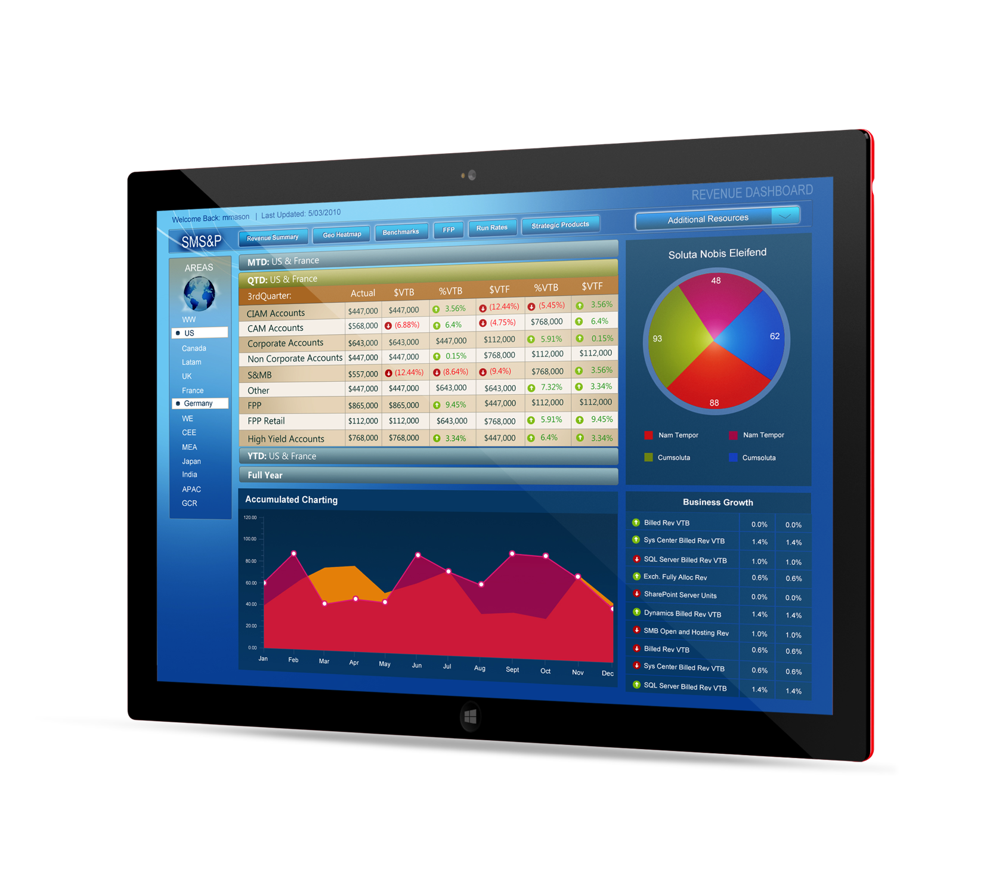 REVENUE DASHBOARD
Welcome Back: mmason | Last Updated: 5/03/2010
SMS&P
Revenue Summary Geo Heatmap Benchmarks FFP Run Rates Strategic Products
Additional Resources
AREAS
WW
US
Canada
Latam
UK
France
Germany
WE
CEE
MEA
Japan
India
APAC
GCR
MTD: US & France
QTD: US & France
3rdQuarter: Actual $VTB %VTB $VTF %VTB $VTF
CIAM Accounts $447,000 $447,000 3.56% (12.44%) (5.45%) 3.56%
CAM Accounts $568,000 (6.88%) 6.4% (4.75%) $768,000 6.4%
Corporate Accounts $643,000 $643,000 $447,000 $112,000 5.91% 0.15%
Non Corporate Accounts $447,000 $447,000 0.15% $768,000 $112,000 $112,000
S&MB $557,000 (12.44%) (8.64%) (9.4%) $768,000 3.56%
Other $447,000 $447,000 $643,000 $643,000 7.32% 3.34%
FPP $865,000 $865,000 9.45% $447,000 $112,000 $112,000
FPP Retail $112,000 $112,000 $643,000 $768,000 5.91% 9.45%
High Yield Accounts $768,000 $768,000 3.34% $447,000 6.4% 3.34%
YTD: US & France
Full Year
Soluta Nobis Eleifend
48
62
93
88
Nam Tempor Nam Tempor
Cumsoluta Cumsoluta
Accumulated Charting
120.00
100.00
80.00
60.00
40.00
20.00
0.00
Jan Feb Mar Apr May Jun Jul Aug Sept Oct Nov Dec
Business Growth
Billed Rev VTB 0.0% 0.0%
Sys Center Billed Rev VTB 1.4% 1.4%
SQL Server Billed Rev VTB 1.0% 1.0%
Exch. Fully Alloc Rev 0.6% 0.6%
SharePoint Server Units 0.0% 0.0%
Dynamics Billed Rev VTB 1.4% 1.4%
SMB Open and Hosting Rev 1.0% 1.0%
Billed Rev VTB 0.6% 0.6%
Sys Center Billed Rev VTB 0.6% 0.6%
SQL Server Billed Rev VTB 1.4% 1.4%